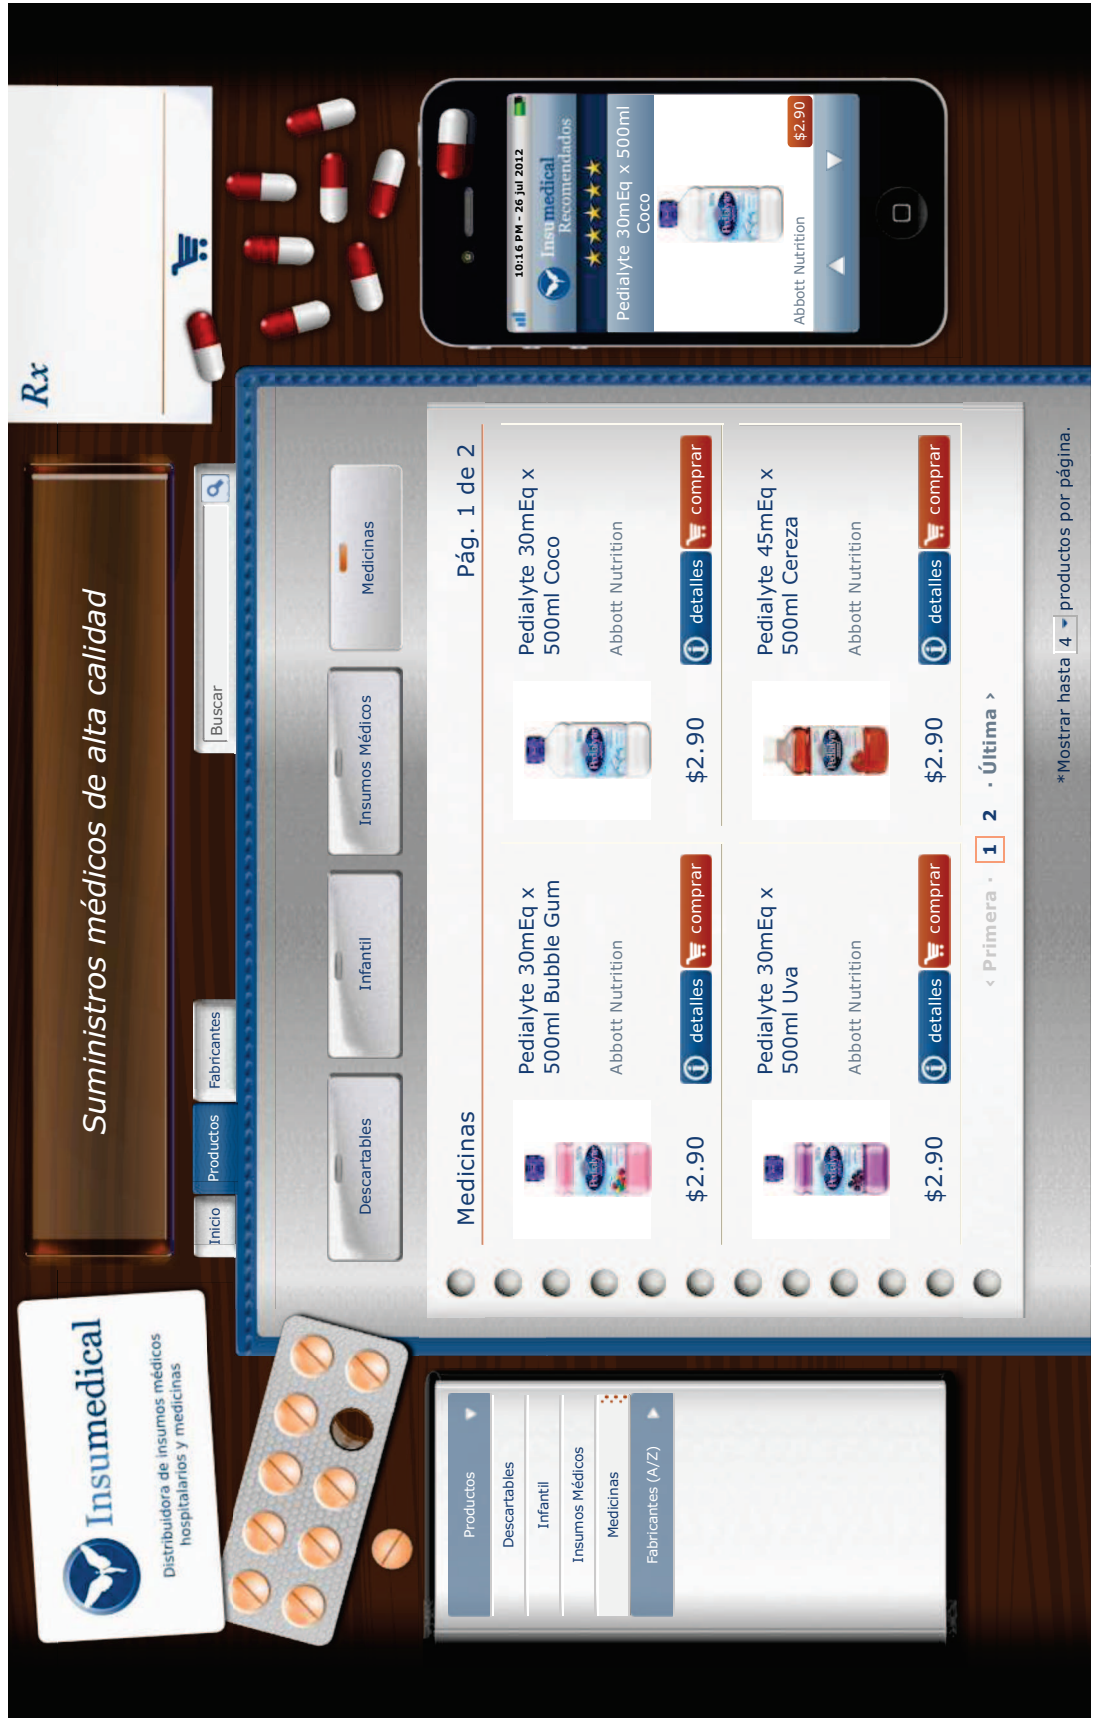 Insumedical
Distribuidora de insumos médicos
hospitalarios y medicinas
Suministros médicos de alta calidad
Rx
Inicio
Productos
Fabricantes
Buscar
Descartables
Infantil
Insumos Médicos
Medicinas
Productos
Descartables
Infantil
Insumos Médicos
Medicinas
Fabricantes (A/Z)
Medicinas
Pág. 1 de 2
Pedialyte 30mEq x
500ml Bubble Gum
Abbott Nutrition
Pedialyte
$2.90
detalles
comprar
Pedialyte 30mEq x
500ml Coco
Abbott Nutrition
Pedialyte
$2.90
detalles
comprar
Pedialyte 30mEq x
500ml Uva
Abbott Nutrition
Pedialyte
$2.90
detalles
comprar
Pedialyte 45mEq x
500ml Cereza
Abbott Nutrition
Pedialyte
$2.90
detalles
comprar
‹ Primera · 1 2 · Última ›
*Mostrar hasta 4 productos por página.
10:16 PM - 26 jul 2012
Insumedical
Recomendados
Pedialyte 30mEq x 500ml
Coco
Pedialyte
Abbott Nutrition
$2.90